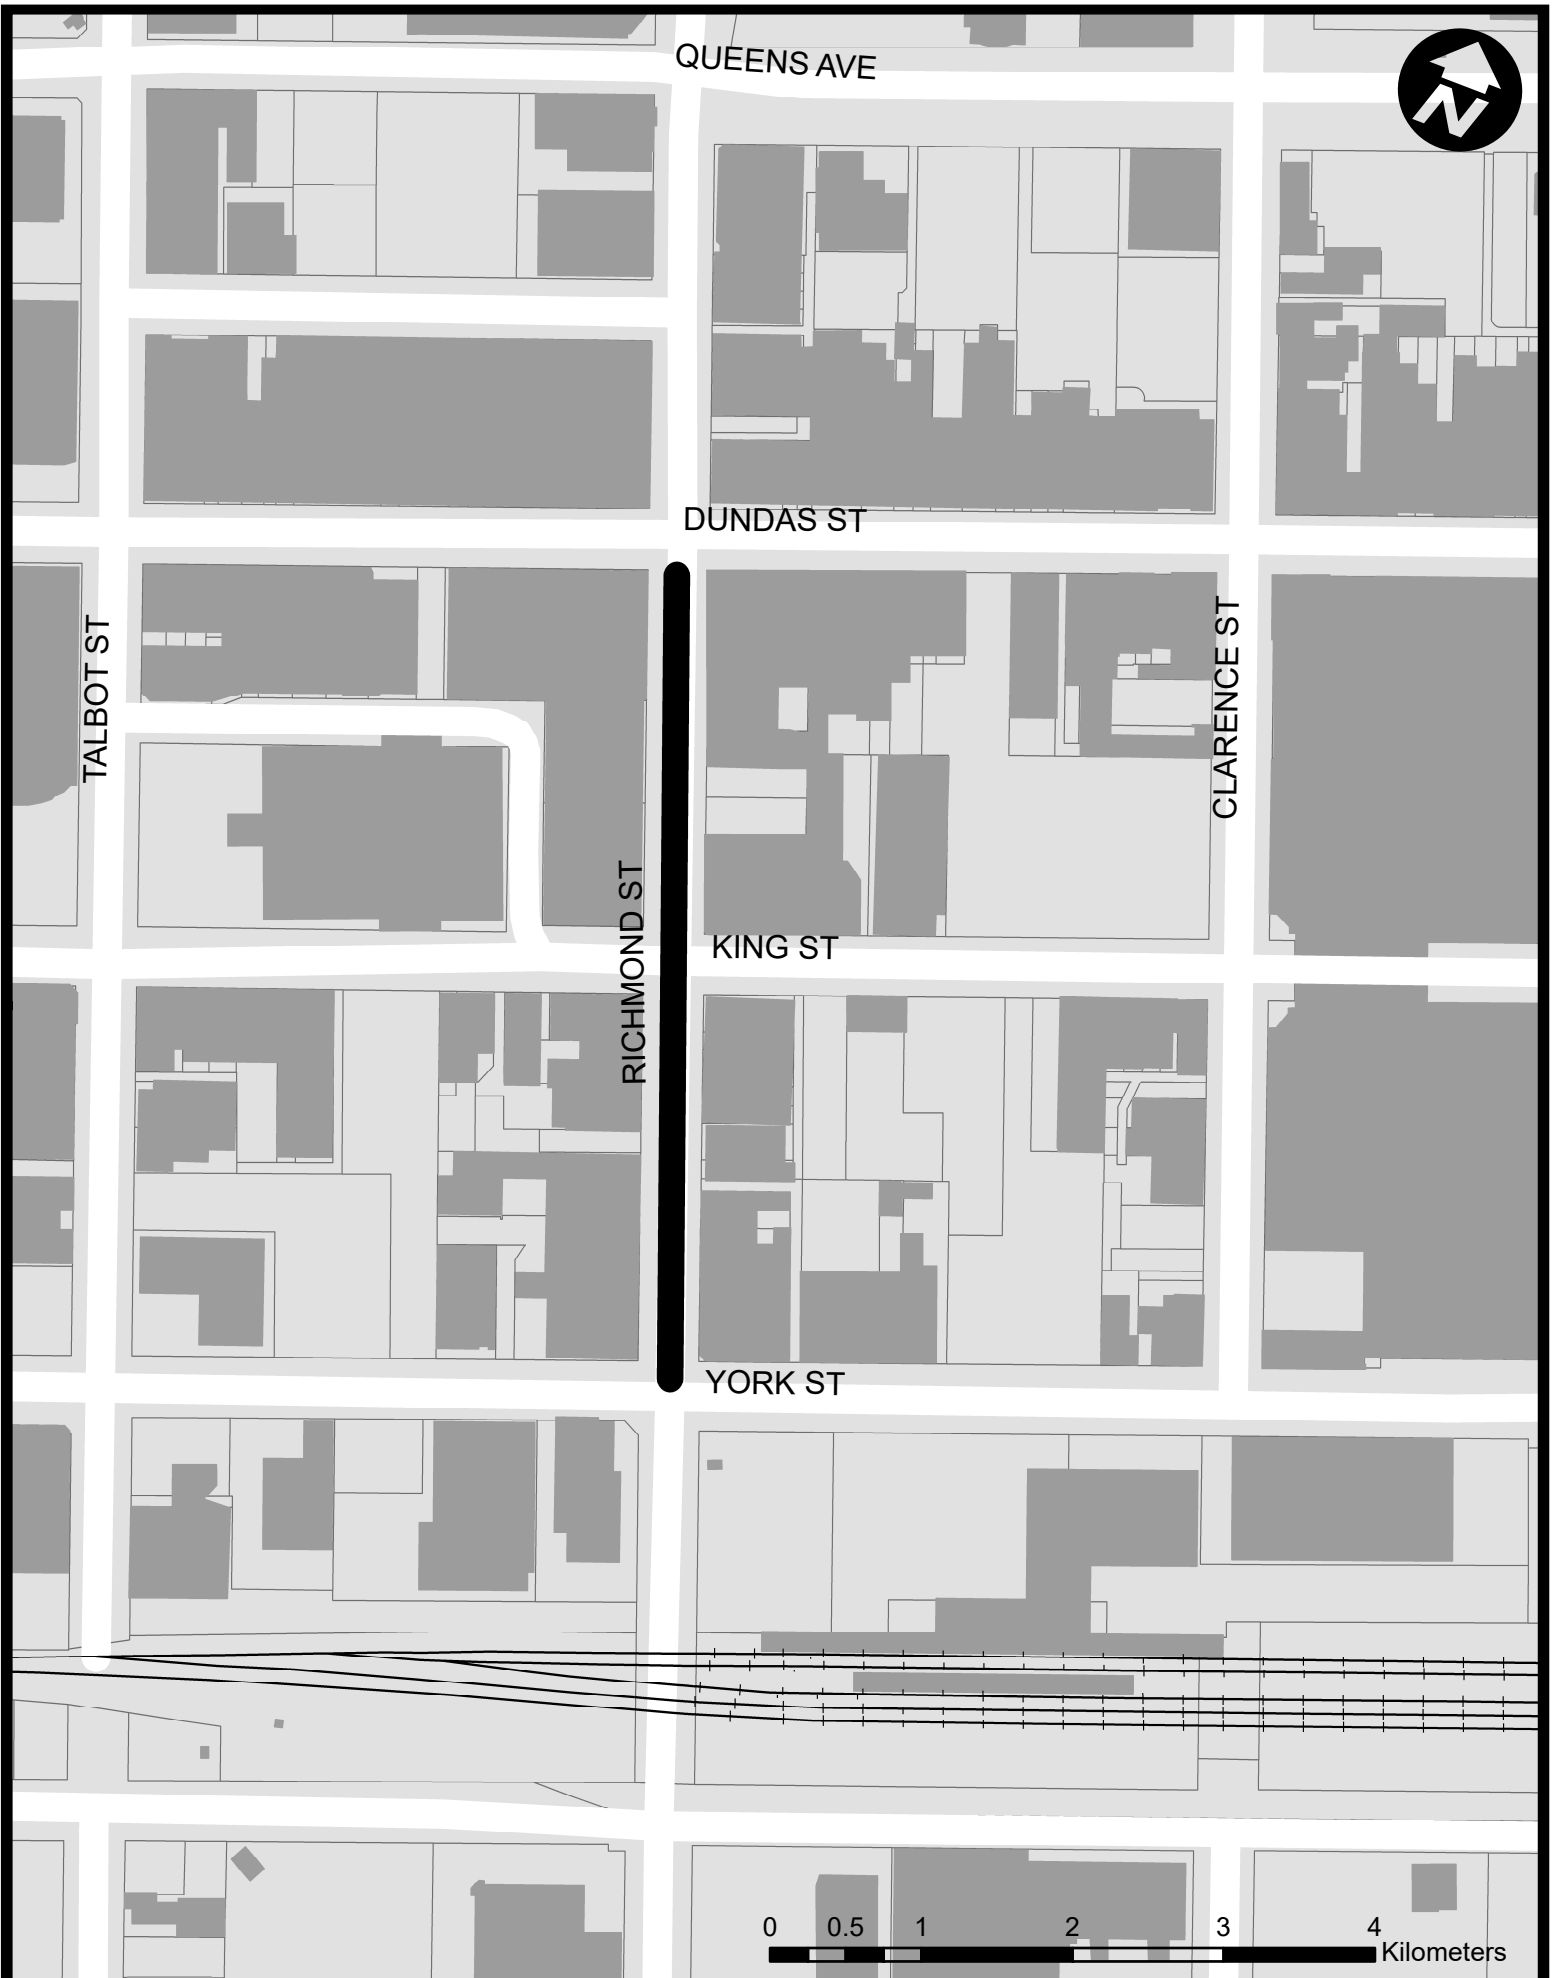 QUEENS AVE
N
DUNDAS ST
TALBOT ST
CLARENCE ST
RICHMOND ST
KING ST
YORK ST
0 0.5 1 2 3 4
Kilometers